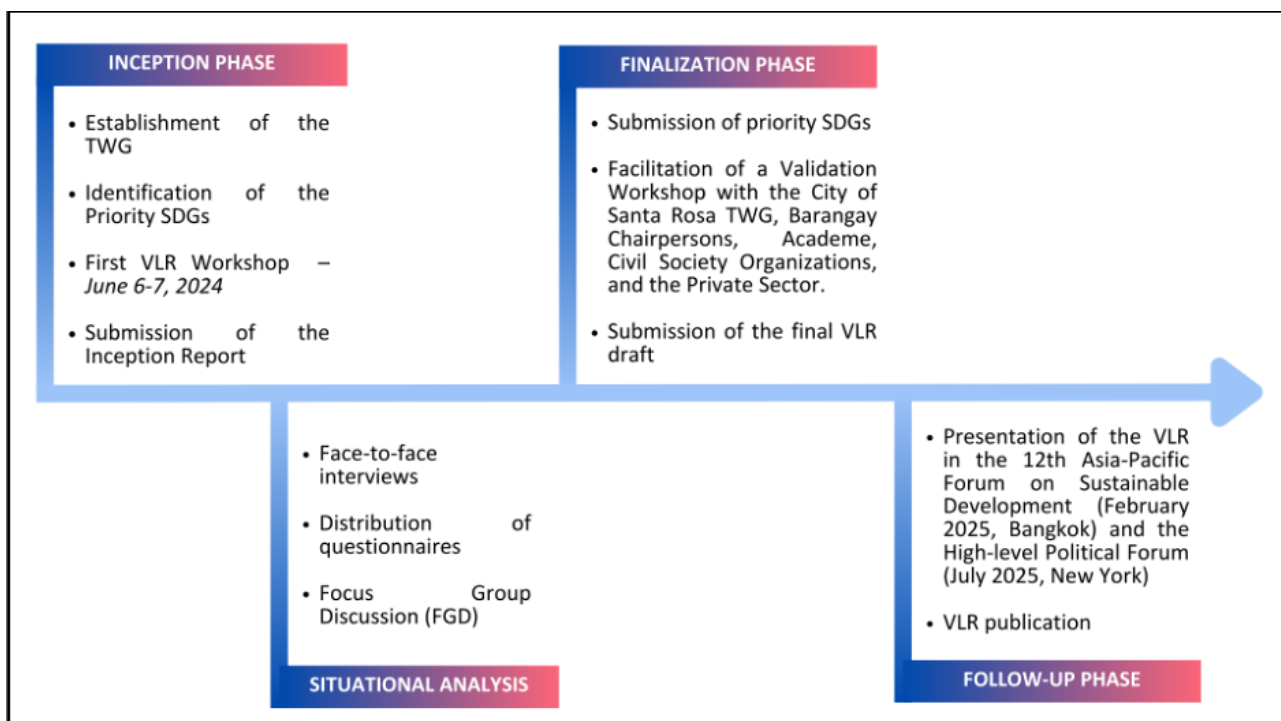 INCEPTION PHASE
• Establishment of the
TWG
• Identification of the
Priority SDGs
• First VLR Workshop –
June 6-7, 2024
• Submission of the
Inception Report
SITUATIONAL ANALYSIS
• Face-to-face
interviews
• Distribution of
questionnaires
• Focus Group
Discussion (FGD)
FINALIZATION PHASE
• Submission of priority SDGs
• Facilitation of a Validation
Workshop with the City of
Santa Rosa TWG, Barangay
Chairpersons, Academe,
Civil Society Organizations,
and the Private Sector.
• Submission of the final VLR
draft
FOLLOW-UP PHASE
• Presentation of the VLR
in the 12th Asia-Pacific
Forum on Sustainable
Development (February
2025, Bangkok) and the
High-level Political Forum
(July 2025, New York)
• VLR publication